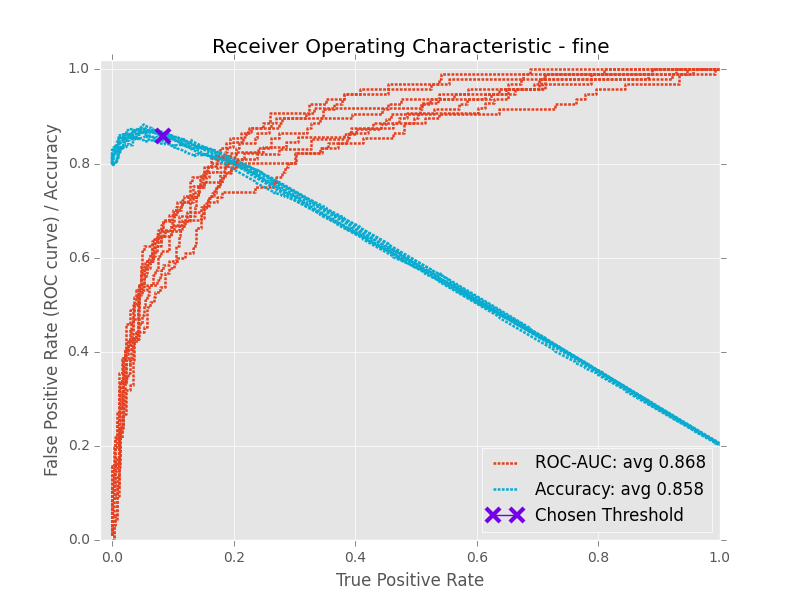 Receiver Operating Characteristic - fine
False Positive Rate (ROC curve) / Accuracy
1.0
0.8
0.6
0.4
0.2
0.0
ROC-AUC: avg 0.868
Accuracy: avg 0.858
Chosen Threshold
0.0 0.2 0.4 0.6 0.8 1.0
True Positive Rate